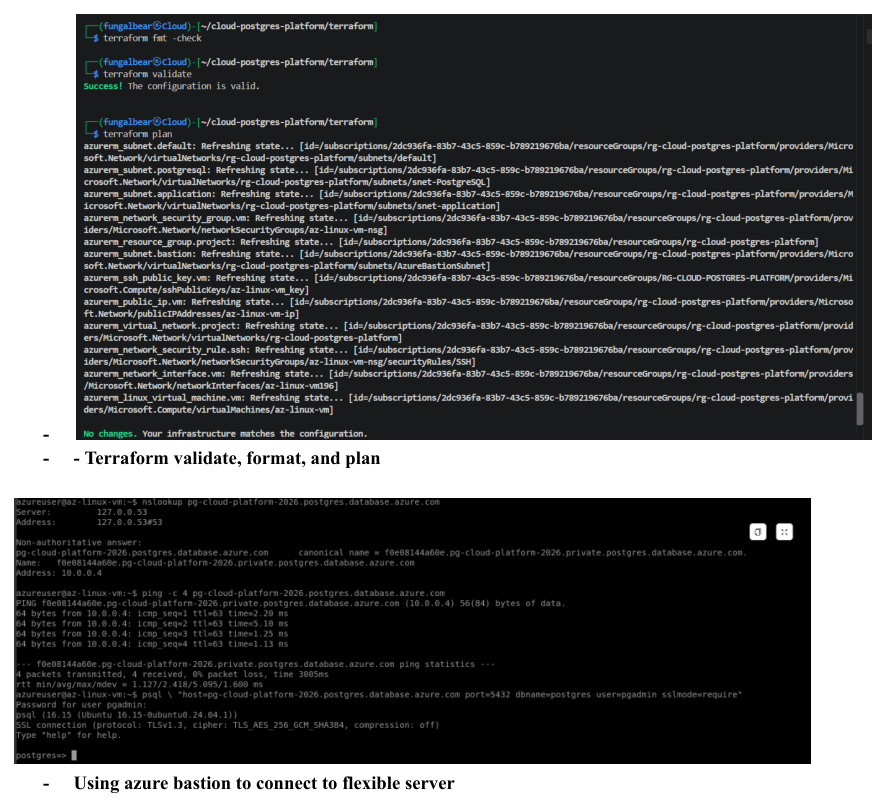 ┌──(fungalbear㉿Cloud)-[~/cloud-postgres-platform/terraform]
└─$ terraform fmt -check
┌──(fungalbear㉿Cloud)-[~/cloud-postgres-platform/terraform]
└─$ terraform validate
Success! The configuration is valid.
┌──(fungalbear㉿Cloud)-[~/cloud-postgres-platform/terraform]
└─$ terraform plan
azurerm_subnet.default: Refreshing state... [id=/subscriptions/2dc936fa-83b7-43c5-859c-b789219676ba/resourceGroups/rg-cloud-postgres-platform/providers/Micro
soft.Network/virtualNetworks/rg-cloud-postgres-platform/subnets/default]
azurerm_subnet.postgresql: Refreshing state... [id=/subscriptions/2dc936fa-83b7-43c5-859c-b789219676ba/resourceGroups/rg-cloud-postgres-platform/providers/Mi
crosoft.Network/virtualNetworks/rg-cloud-postgres-platform/subnets/snet-PostgreSQL]
azurerm_subnet.application: Refreshing state... [id=/subscriptions/2dc936fa-83b7-43c5-859c-b789219676ba/resourceGroups/rg-cloud-postgres-platform/providers/M
icrosoft.Network/virtualNetworks/rg-cloud-postgres-platform/subnets/snet-application]
azurerm_network_security_group.vm: Refreshing state... [id=/subscriptions/2dc936fa-83b7-43c5-859c-b789219676ba/resourceGroups/rg-cloud-postgres-platform/prov
iders/Microsoft.Network/networkSecurityGroups/az-linux-vm-nsg]
azurerm_resource_group.project: Refreshing state... [id=/subscriptions/2dc936fa-83b7-43c5-859c-b789219676ba/resourceGroups/rg-cloud-postgres-platform]
azurerm_subnet.bastion: Refreshing state... [id=/subscriptions/2dc936fa-83b7-43c5-859c-b789219676ba/resourceGroups/rg-cloud-postgres-platform/providers/Micro
soft.Network/virtualNetworks/rg-cloud-postgres-platform/subnets/AzureBastionSubnet]
azurerm_ssh_public_key.vm: Refreshing state... [id=/subscriptions/2dc936fa-83b7-43c5-859c-b789219676ba/resourceGroups/RG-CLOUD-POSTGRES-PLATFORM/providers/Mi
crosoft.Compute/sshPublicKeys/az-linux-vm_key]
azurerm_public_ip.vm: Refreshing state... [id=/subscriptions/2dc936fa-83b7-43c5-859c-b789219676ba/resourceGroups/rg-cloud-postgres-platform/providers/Microso
ft.Network/publicIPAddresses/az-linux-vm-ip]
azurerm_virtual_network.project: Refreshing state... [id=/subscriptions/2dc936fa-83b7-43c5-859c-b789219676ba/resourceGroups/rg-cloud-postgres-platform/provid
ers/Microsoft.Network/virtualNetworks/rg-cloud-postgres-platform]
azurerm_network_security_rule.ssh: Refreshing state... [id=/subscriptions/2dc936fa-83b7-43c5-859c-b789219676ba/resourceGroups/rg-cloud-postgres-platform/prov
iders/Microsoft.Network/networkSecurityGroups/az-linux-vm-nsg/securityRules/SSH]
azurerm_network_interface.vm: Refreshing state... [id=/subscriptions/2dc936fa-83b7-43c5-859c-b789219676ba/resourceGroups/rg-cloud-postgres-platform/providers
/Microsoft.Network/networkInterfaces/az-linux-vm196]
azurerm_linux_virtual_machine.vm: Refreshing state... [id=/subscriptions/2dc936fa-83b7-43c5-859c-b789219676ba/resourceGroups/rg-cloud-postgres-platform/provi
ders/Microsoft.Compute/virtualMachines/az-linux-vm]
- No changes. Your infrastructure matches the configuration.
- - Terraform validate, format, and plan
azureuser@az-linux-vm:~$ nslookup pg-cloud-platform-2026.postgres.database.azure.com
Server: 127.0.0.53
Address: 127.0.0.53#53
Non-authoritative answer:
pg-cloud-platform-2026.postgres.database.azure.com canonical name = f0e08144a60e.pg-cloud-platform-2026.private.postgres.database.azure.com.
Name: f0e08144a60e.pg-cloud-platform-2026.private.postgres.database.azure.com
Address: 10.0.0.4
azureuser@az-linux-vm:~$ ping -c 4 pg-cloud-platform-2026.postgres.database.azure.com
PING f0e08144a60e.pg-cloud-platform-2026.private.postgres.database.azure.com (10.0.0.4) 56(84) bytes of data.
64 bytes from 10.0.0.4: icmp_seq=1 ttl=63 time=2.20 ms
64 bytes from 10.0.0.4: icmp_seq=2 ttl=63 time=5.10 ms
64 bytes from 10.0.0.4: icmp_seq=3 ttl=63 time=1.25 ms
64 bytes from 10.0.0.4: icmp_seq=4 ttl=63 time=1.13 ms
--- f0e08144a60e.pg-cloud-platform-2026.private.postgres.database.azure.com ping statistics ---
4 packets transmitted, 4 received, 0% packet loss, time 3005ms
rtt min/avg/max/mdev = 1.127/2.418/5.095/1.600 ms
azureuser@az-linux-vm:~$ psql \ "host=pg-cloud-platform-2026.postgres.database.azure.com port=5432 dbname=postgres user=pgadmin sslmode=require"
Password for user pgadmin:
psql (16.15 (Ubuntu 16.15-0ubuntu0.24.04.1))
SSL connection (protocol: TLSv1.3, cipher: TLS_AES_256_GCM_SHA384, compression: off)
Type "help" for help.
postgres=>
- Using azure bastion to connect to flexible server